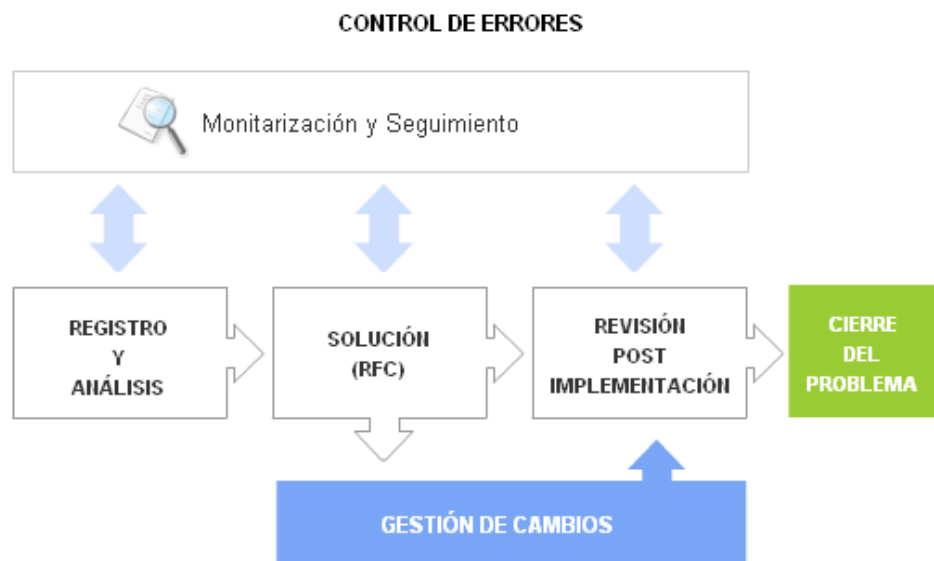 CONTROL DE ERRORES
Monitarización y Seguimiento
REGISTRO
Y
ANÁLISIS
SOLUCIÓN
(RFC)
REVISIÓN
POST
IMPLEMENTACIÓN
CIERRE
DEL
PROBLEMA
GESTIÓN DE CAMBIOS